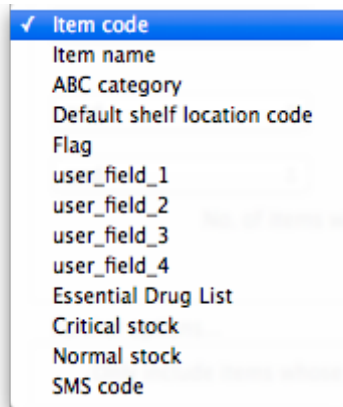 ✓ Item code
Item name
ABC category
Default shelf location code
Flag
user_field_1
user_field_2
user_field_3
user_field_4
Essential Drug List
Critical stock
Normal stock
SMS code